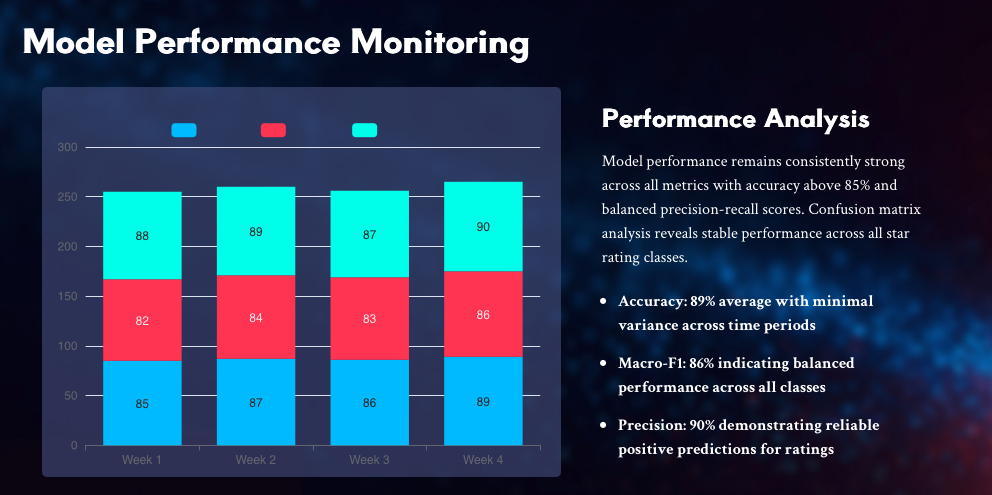 Model Performance Monitoring
300
250
200
150
100
50
0
88
89
87
90
82
84
83
86
85
87
86
89
Week 1
Week 2
Week 3
Week 4
Performance Analysis
Model performance remains consistently strong
across all metrics with accuracy above 85% and
balanced precision-recall scores. Confusion matrix
analysis reveals stable performance across all star
rating classes.
Accuracy: 89% average with minimal
variance across time periods
Macro-F1: 86% indicating balanced
performance across all classes
Precision: 90% demonstrating reliable
positive predictions for ratings